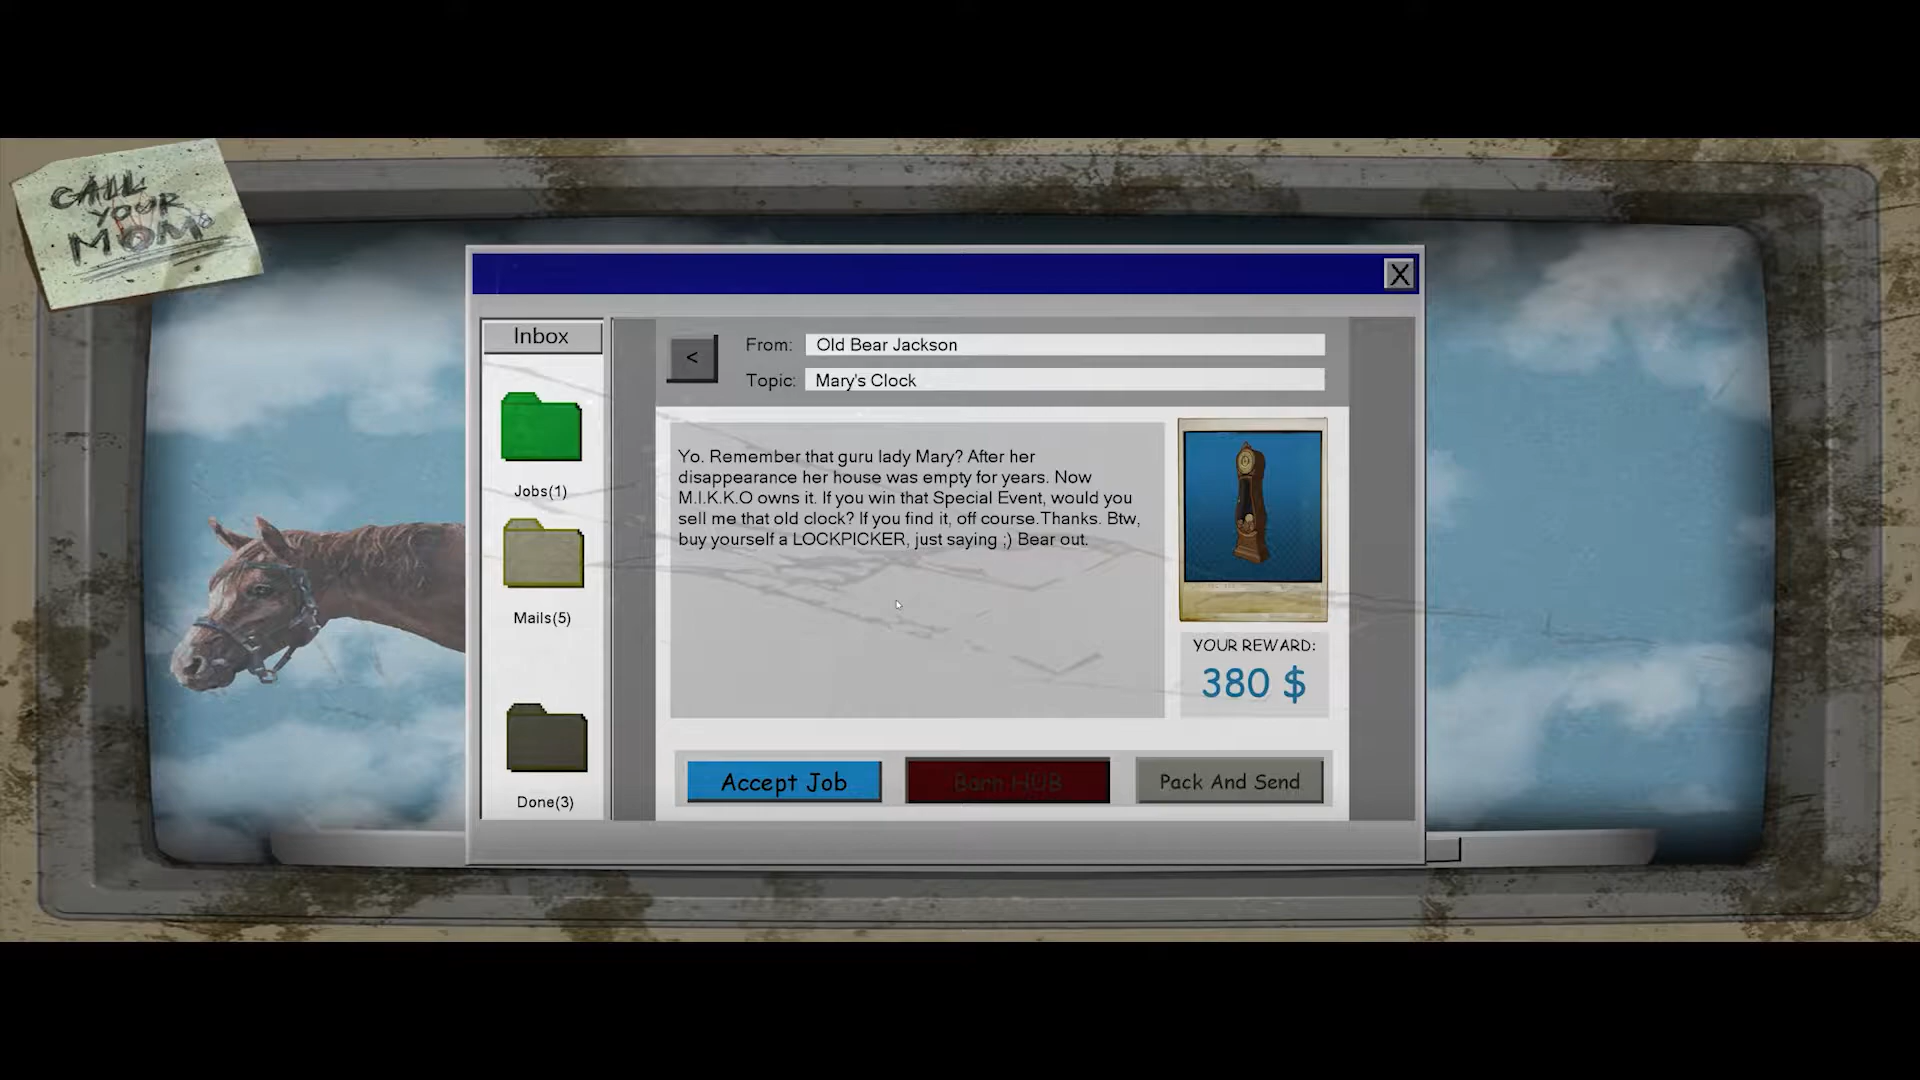 CALL
YOUR
MOM
X
Inbox
<
From: Old Bear Jackson
Topic: Mary's Clock
Jobs(1)
Mails(5)
Done(3)
Yo. Remember that guru lady Mary? After her
disappearance her house was empty for years. Now
M.I.K.K.O owns it. If you win that Special Event, would you
sell me that old clock? If you find it, off course.Thanks. Btw,
buy yourself a LOCKPICKER, just saying ;) Bear out.
YOUR REWARD:
380 $
Accept Job
Barn HUB
Pack And Send